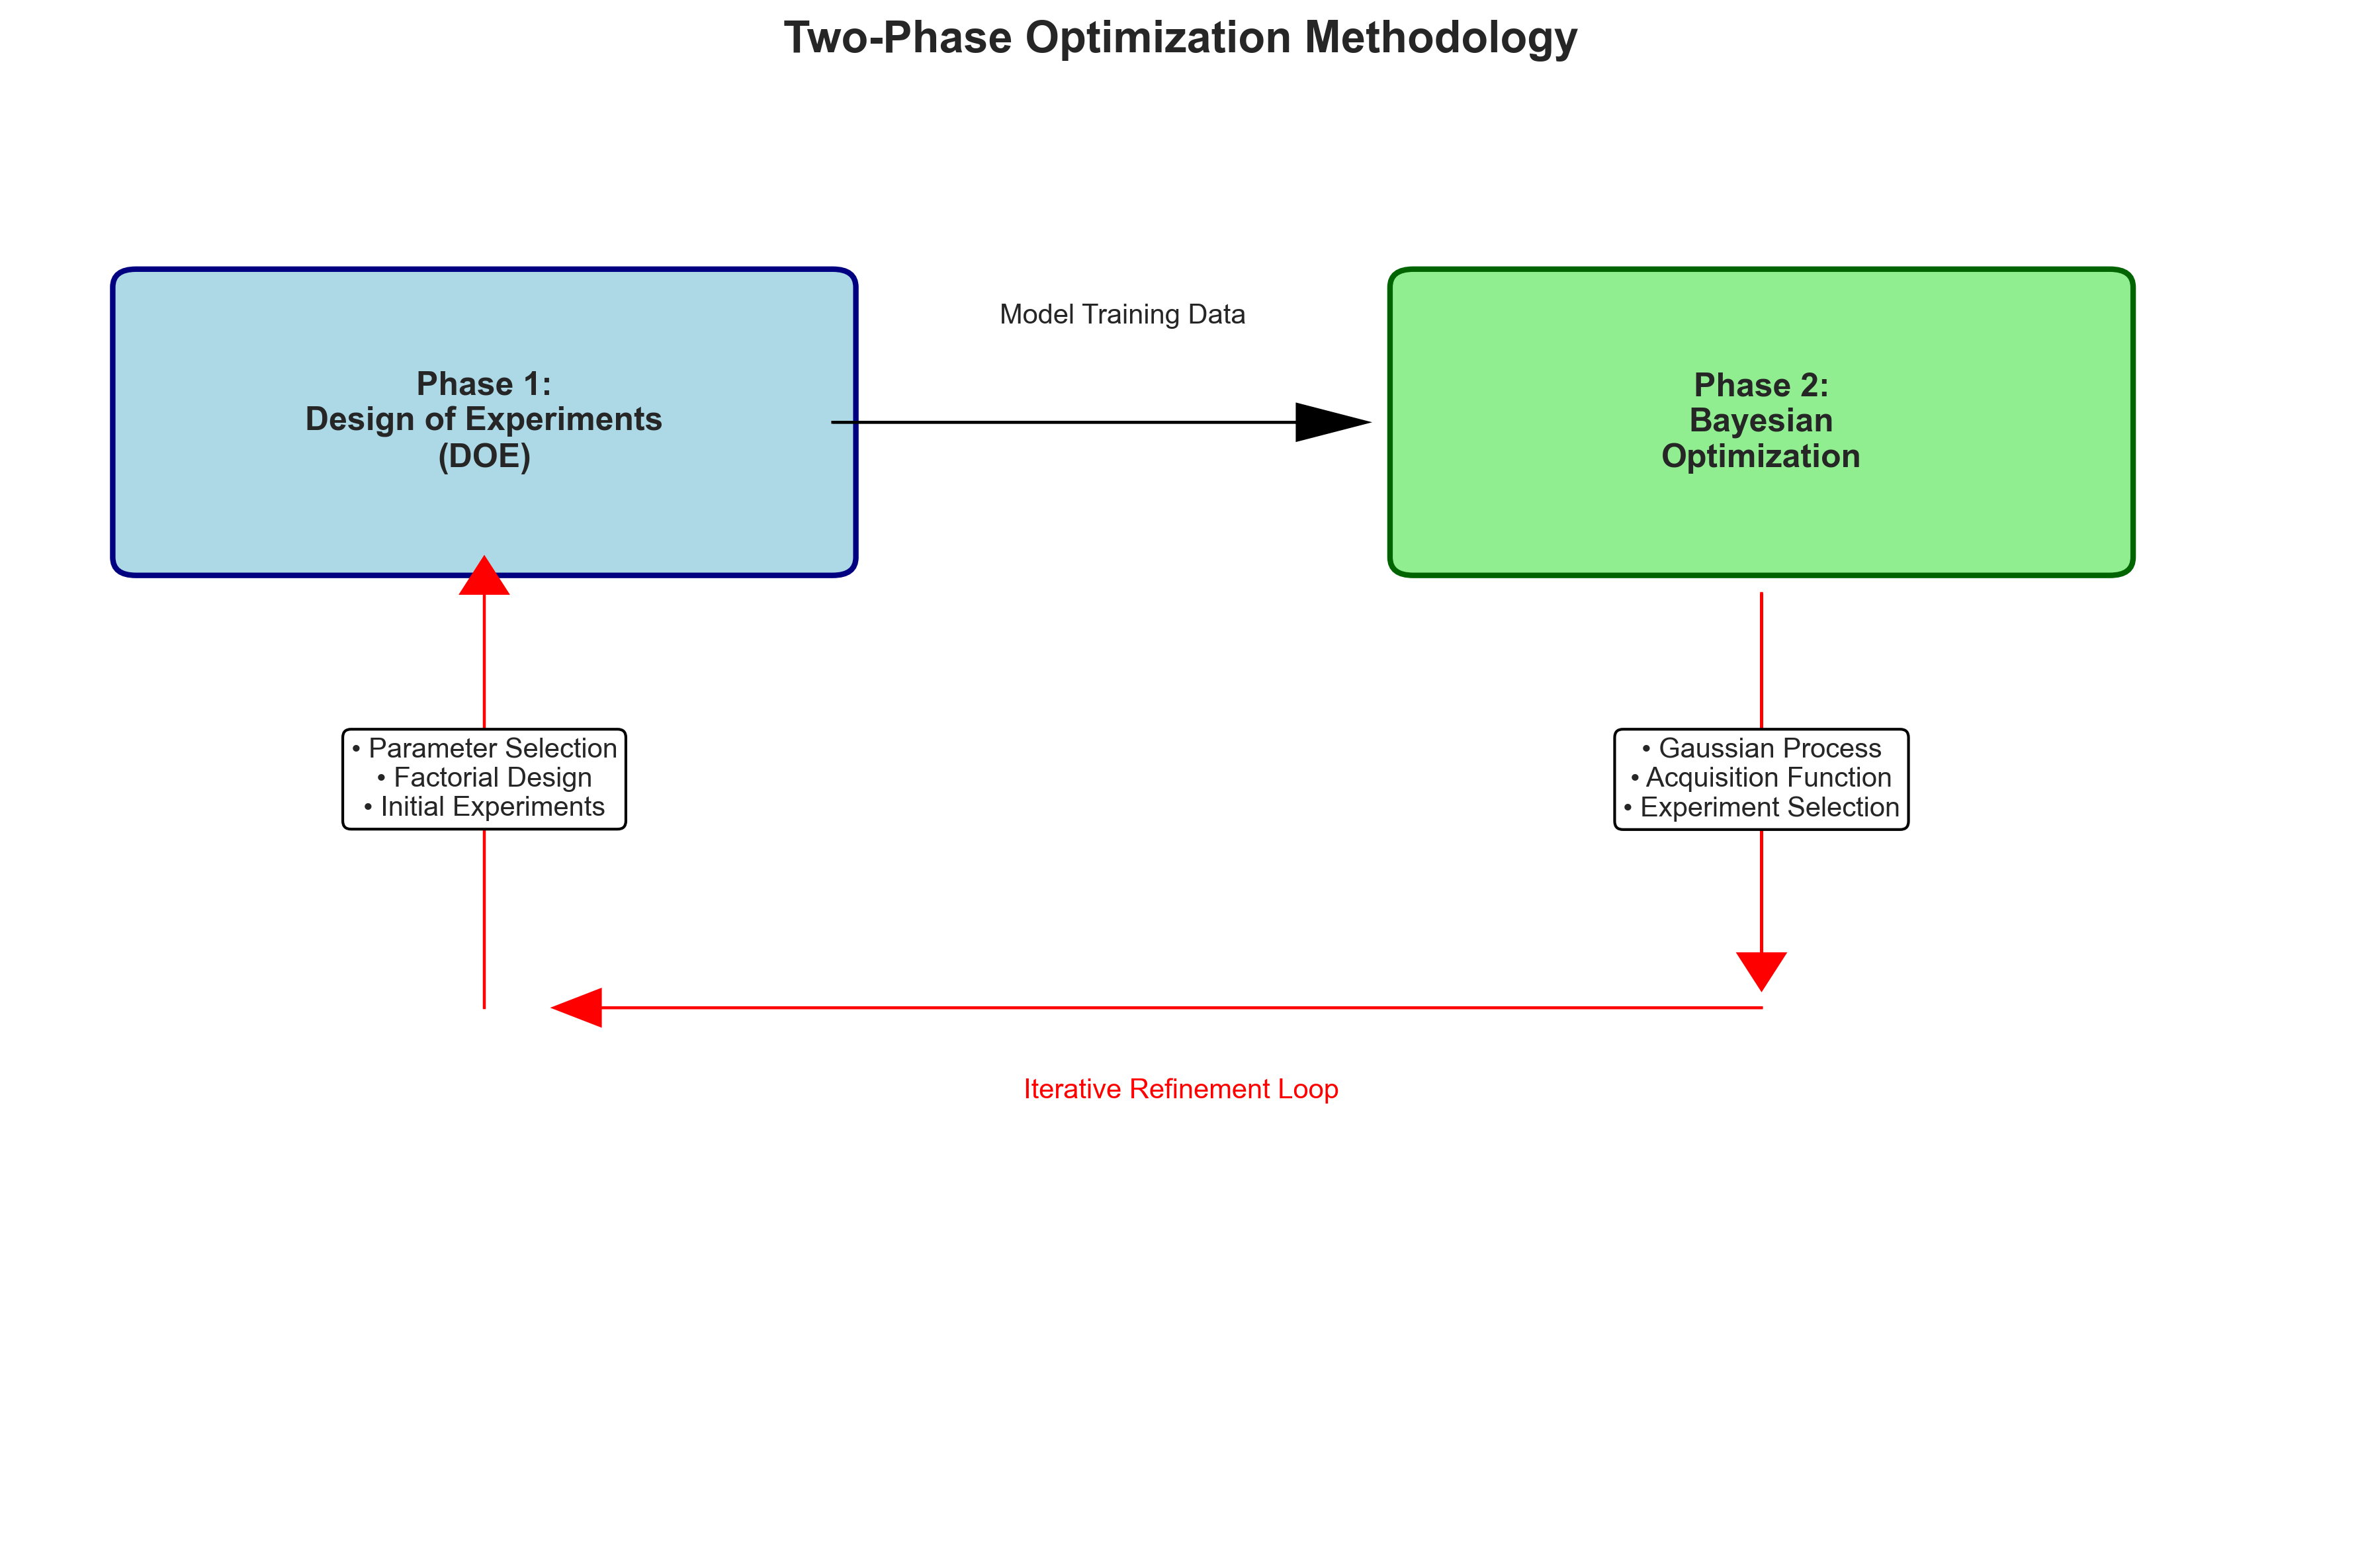 Two-Phase Optimization Methodology
Model Training Data
Phase 1:
Design of Experiments
(DOE)
Phase 2:
Bayesian
Optimization
• Parameter Selection
• Factorial Design
• Initial Experiments
• Gaussian Process
• Acquisition Function
• Experiment Selection
Iterative Refinement Loop